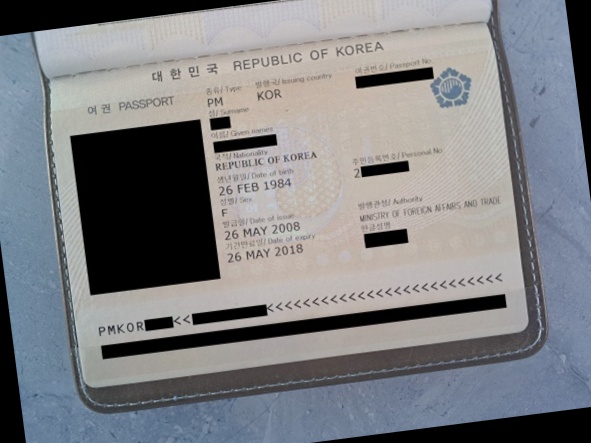 대한민국 REPUBLIC OF KOREA
여권 PASSPORT
종류/ Type 발행국/ Issuing country 여권번호/ Passport No
PM KOR
성/ Surname
이름/ Given names
국적/ Nationality
REPUBLIC OF KOREA
생년월일/ Date of birth 주민등록번호/ Personal No
26 FEB 1984 2
성별/ Sex
F
발급일/ Date of issue 발행관청/ Authority
26 MAY 2008 MINISTRY OF FOREIGN AFFAIRS AND TRADE
기간만료일/ Date of expiry 한글성명
26 MAY 2018
PMKOR << <<<<<<<<<<<<<<<<<<<<<<<<<<